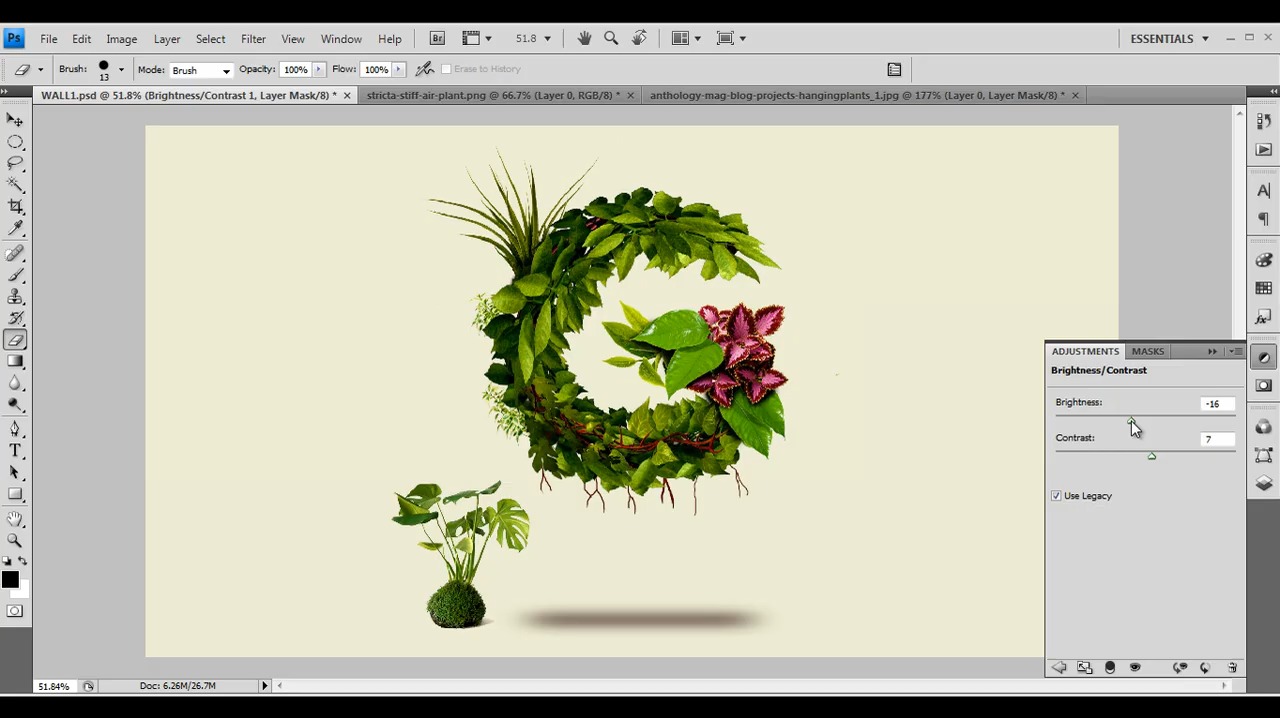 Ps File Edit Image Layer Select Filter View Window Help Br 51.8 ESSENTIALS
Brush: 13 Mode: Brush Opacity: 100% Flow: 100% Erase to History
WALL1.psd @ 51.8% (Brightness/Contrast 1, Layer Mask/8) * × stricta-stiff-air-plant.png @ 66.7% (Layer 0, RGB/8) * × anthology-mag-blog-projects-hangingplants_1.jpg @ 177% (Layer 0, Layer Mask/8) * ×
ADJUSTMENTS MASKS
Brightness/Contrast
Brightness: -16
Contrast: 7
Use Legacy
51.84% Doc: 6.26M/26.7M